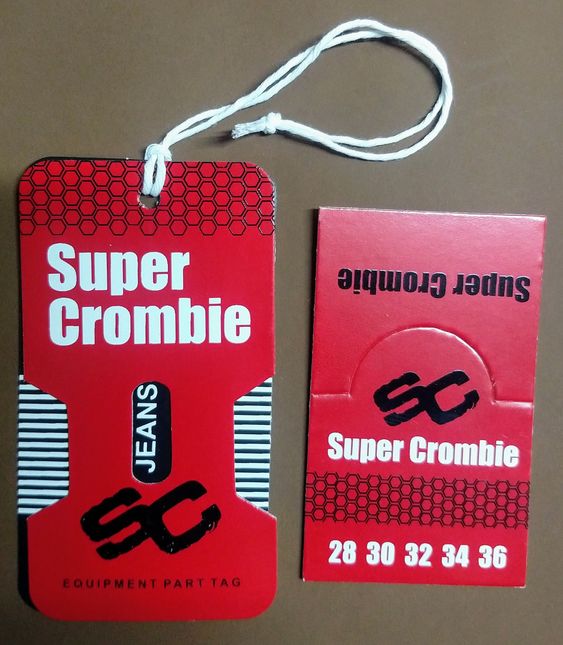 Super
Crombie
JEANS
SC
EQUIPMENT PART TAG
Super Crombie
SC
Super Crombie
28 30 32 34 36